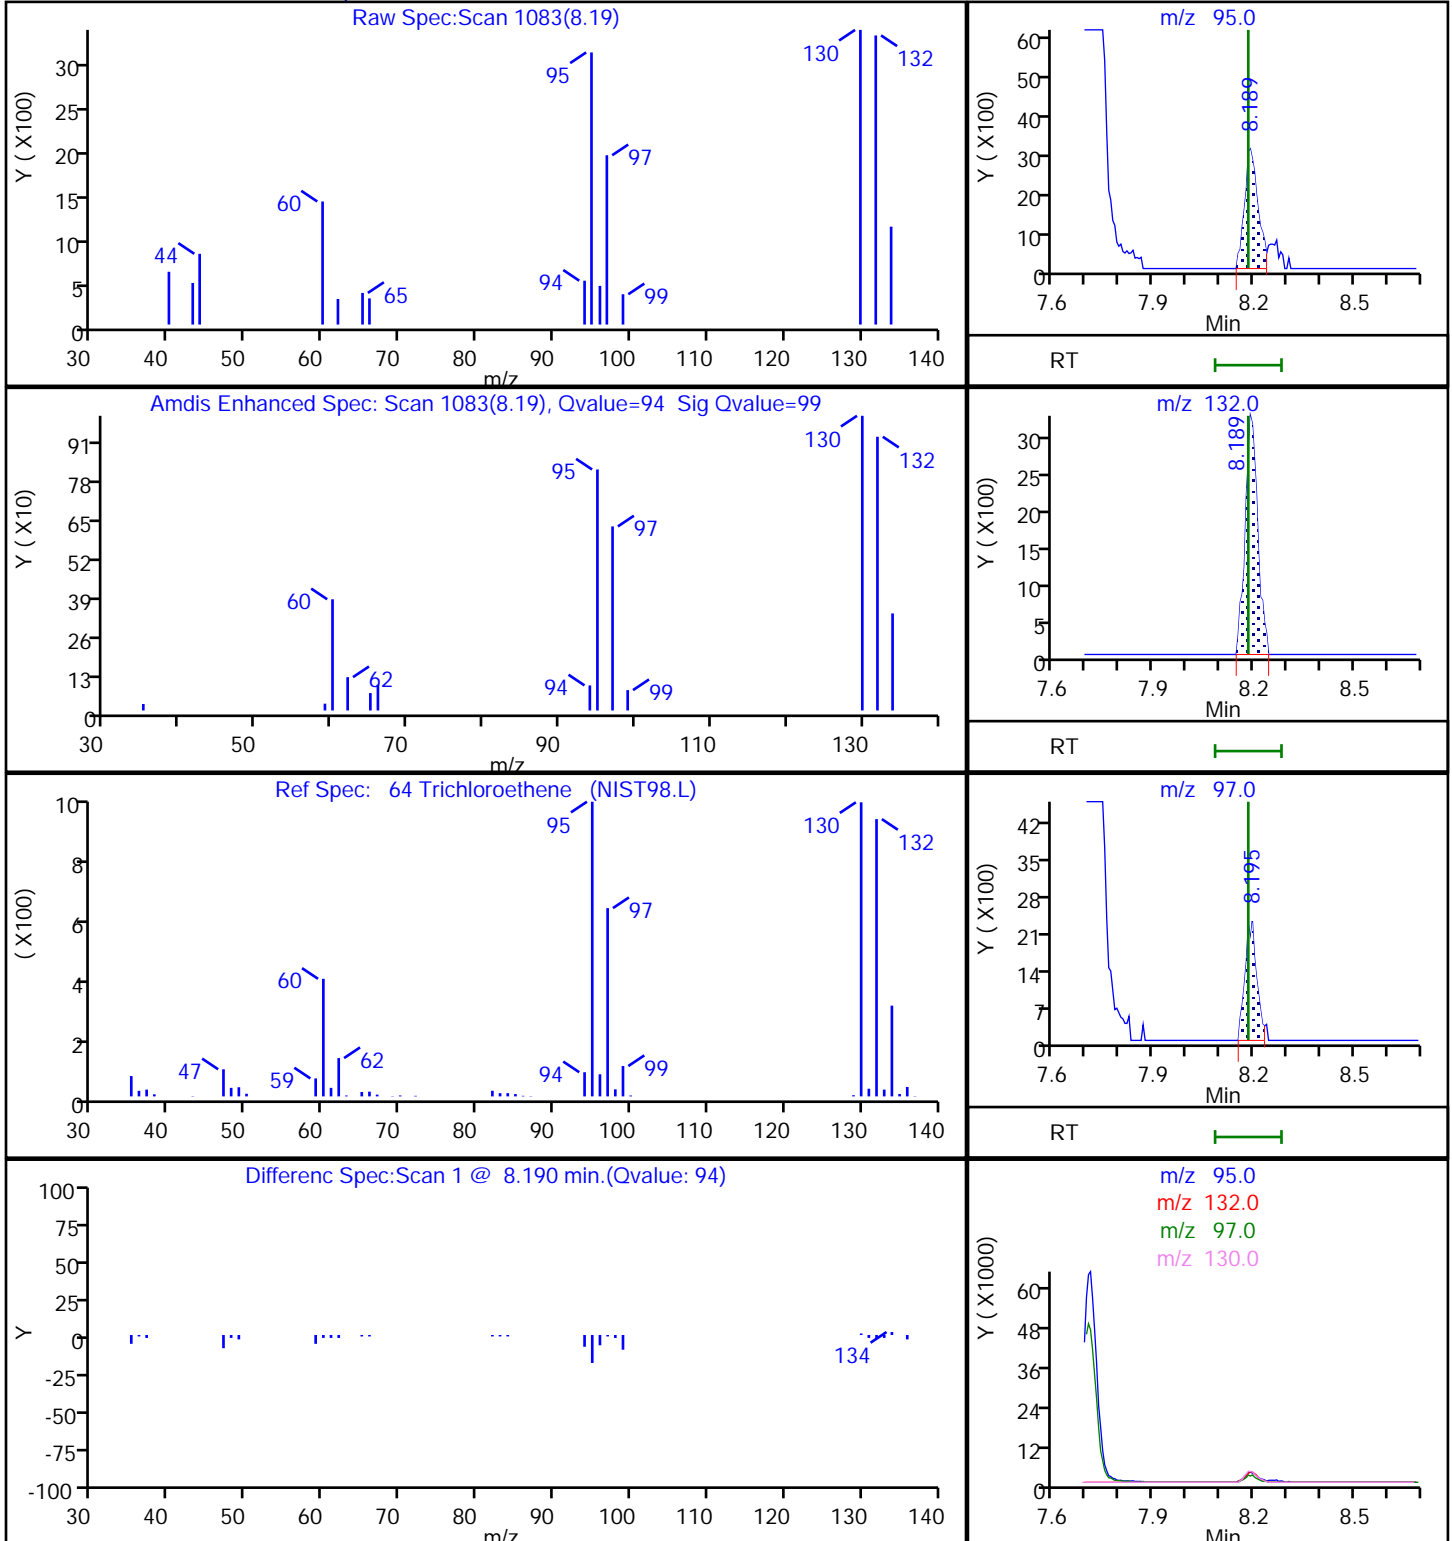 Raw Spec:Scan 1083(8.19)
Y ( X100)
30
25
20
15
10
5
0
95
97
60
44
94
65
99
130
132
30 40 50 60 70 80 90 100 110 120 130 140
m/z
m/z 95.0
Y ( X100)
60
50
40
30
20
10
0
8.189
7.6 7.9 8.2 8.5
Min
RT
Amdis Enhanced Spec: Scan 1083(8.19), Qvalue=94 Sig Qvalue=99
Y ( X10)
91
78
65
52
39
26
13
0
130
132
95
97
60
62
94
99
30 50 70 90 110 130
m/z
m/z 132.0
Y ( X100)
30
25
20
15
10
5
0
8.189
7.6 7.9 8.2 8.5
Min
RT
Ref Spec: 64 Trichloroethene (NIST98.L)
( X100)
10
8
6
4
2
0
95
130
132
97
60
47
59
62
94
99
30 40 50 60 70 80 90 100 110 120 130 140
m/z 97.0
Y ( X100)
42
35
28
21
14
7
0
8.195
7.6 7.9 8.2 8.5
Min
RT
Differenc Spec:Scan 1 @ 8.190 min.(Qvalue: 94)
Y
100
75
50
25
0
-25
-50
-75
-100
134
30 40 50 60 70 80 90 100 110 120 130 140
m/z
m/z 95.0
m/z 132.0
m/z 97.0
m/z 130.0
Y ( X1000)
60
48
36
24
12
0
7.6 7.9 8.2 8.5
Min